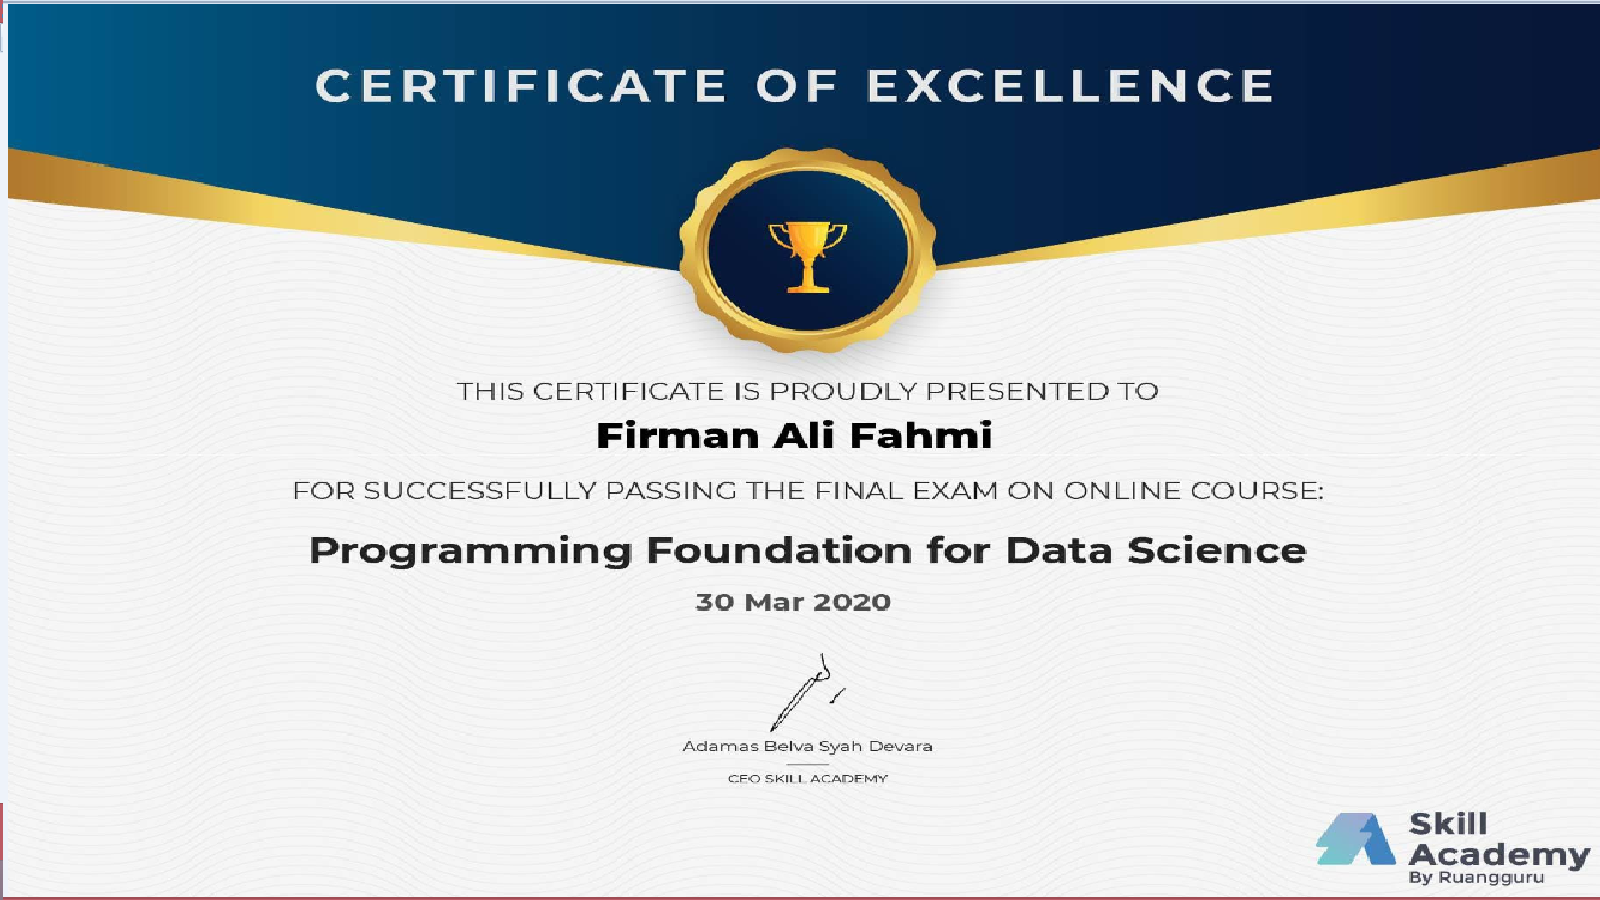 CERTIFICATE OF EXCELLENCE
THIS CERTIFICATE IS PROUDLY PRESENTED TO
Firman Ali Fahmi
FOR SUCCESSFULLY PASSING THE FINAL EXAM ON ONLINE COURSE:
Programming Foundation for Data Science
30 Mar 2020
Adamas Belva Syah Devara
CEO SKILL ACADEMY
Skill
Academy
By Ruangguru